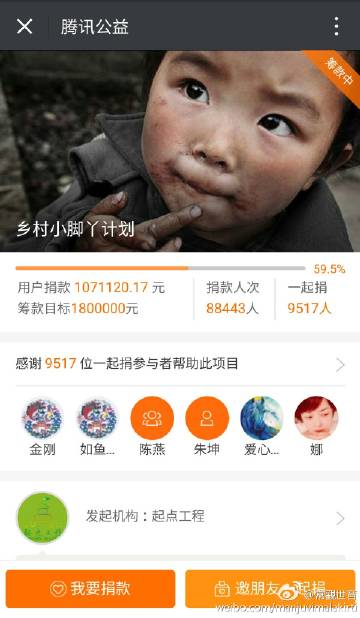 腾讯公益
筹款中
乡村小脚丫计划
59.5%
用户捐款 1071120.17 元
捐款人次
一起捐
筹款目标1800000元
88443人
9517人
感谢 9517 位一起捐参与者帮助此项目
金刚
如鱼...
陈燕
朱坤
爱心...
娜
发起机构：起点工程
我要捐款
邀朋友一起捐
weibo.com/manjuvimalakirti